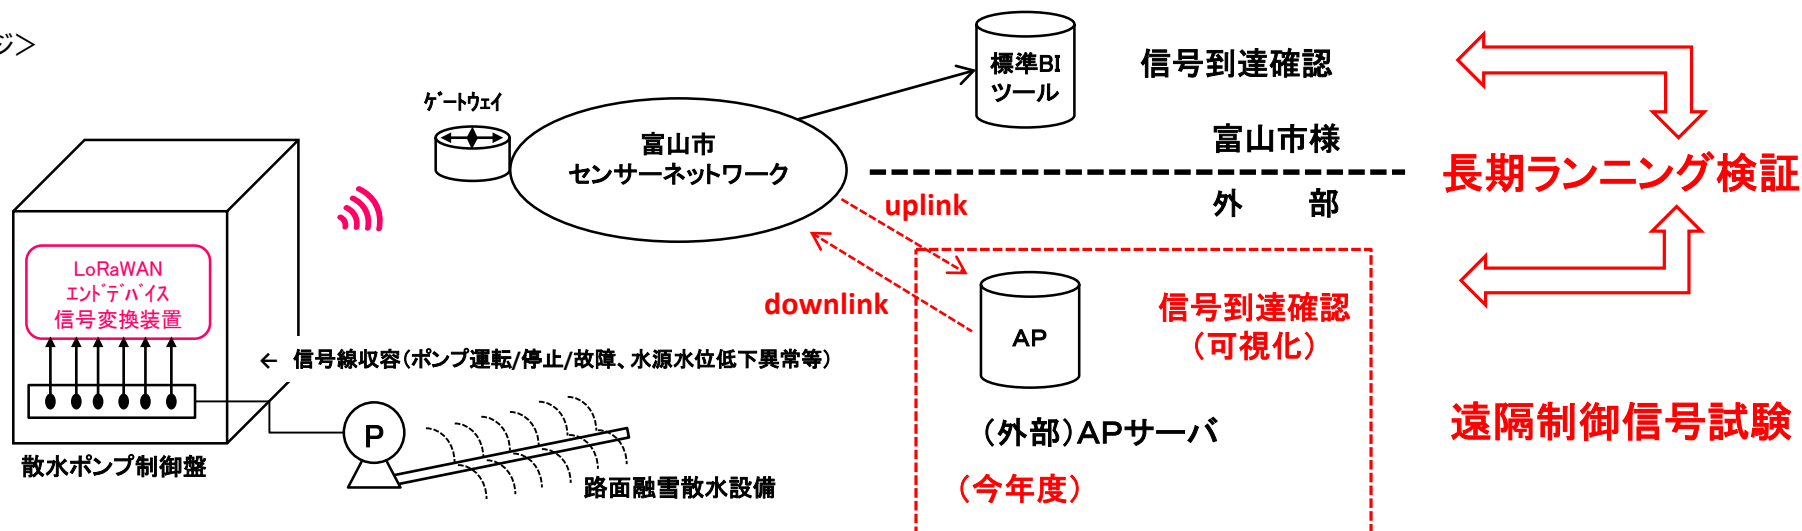 ジ＞
ｹﾞｰﾄｳｪｲ
富山市
センサーネットワーク
標準BI
ツール
信号到達確認
富山市様
外　部
長期ランニング検証
uplink
downlink
LoRaWAN
ｴﾝﾄﾞﾃﾞﾊﾞｲｽ
信号変換装置
← 信号線収容（ポンプ運転/停止/故障、水源水位低下異常等）
AP
信号到達確認
（可視化）
P
（外部）APサーバ
遠隔制御信号試験
散水ポンプ制御盤
路面融雪散水設備
（今年度）